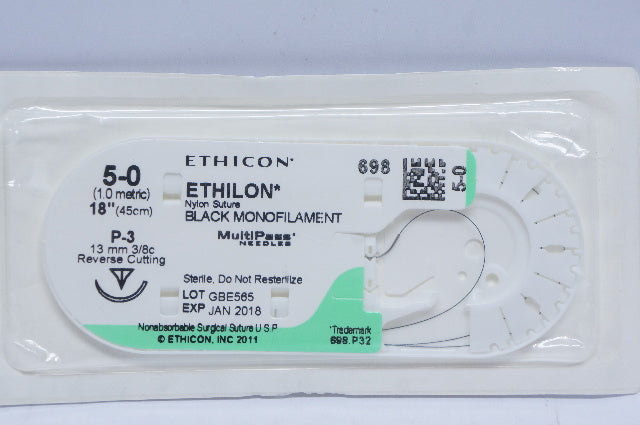 5-0
(1.0 metric)
18" (45cm)
P-3
13 mm 3/8c
Reverse Cutting
ETHICON*
ETHILON*
Nylon Suture
BLACK MONOFILAMENT
MultiPass*
NEEDLES
Sterile, Do Not Resterilize
LOT GBE565
EXP JAN 2018
Nonabsorbable Surgical Suture U S P
© ETHICON, INC 2011
698
5-0
*Trademark
698.P32